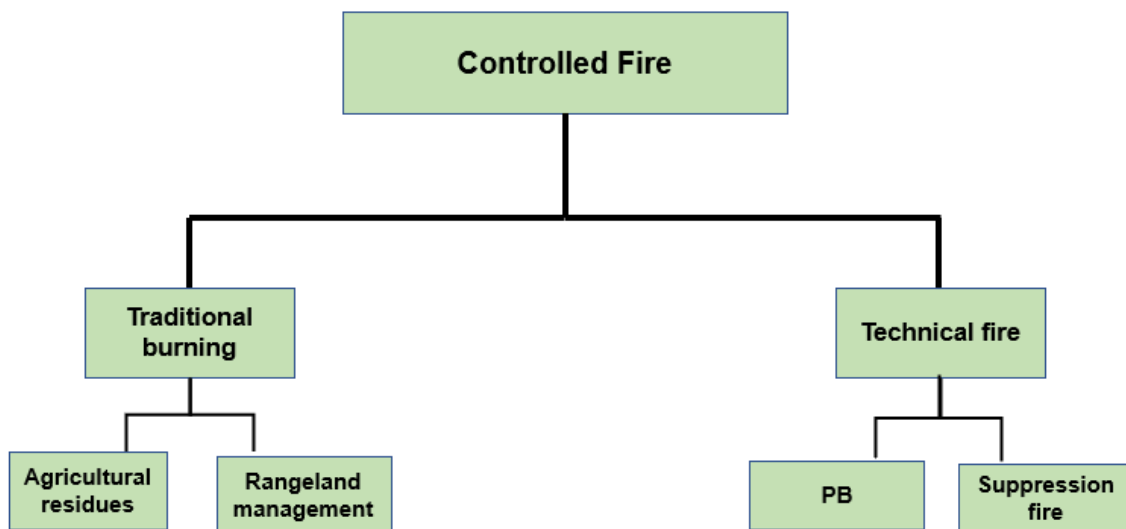 Controlled Fire
Traditional
burning
Technical fire
Agricultural
residues
Rangeland
management
PB
Suppression
fire